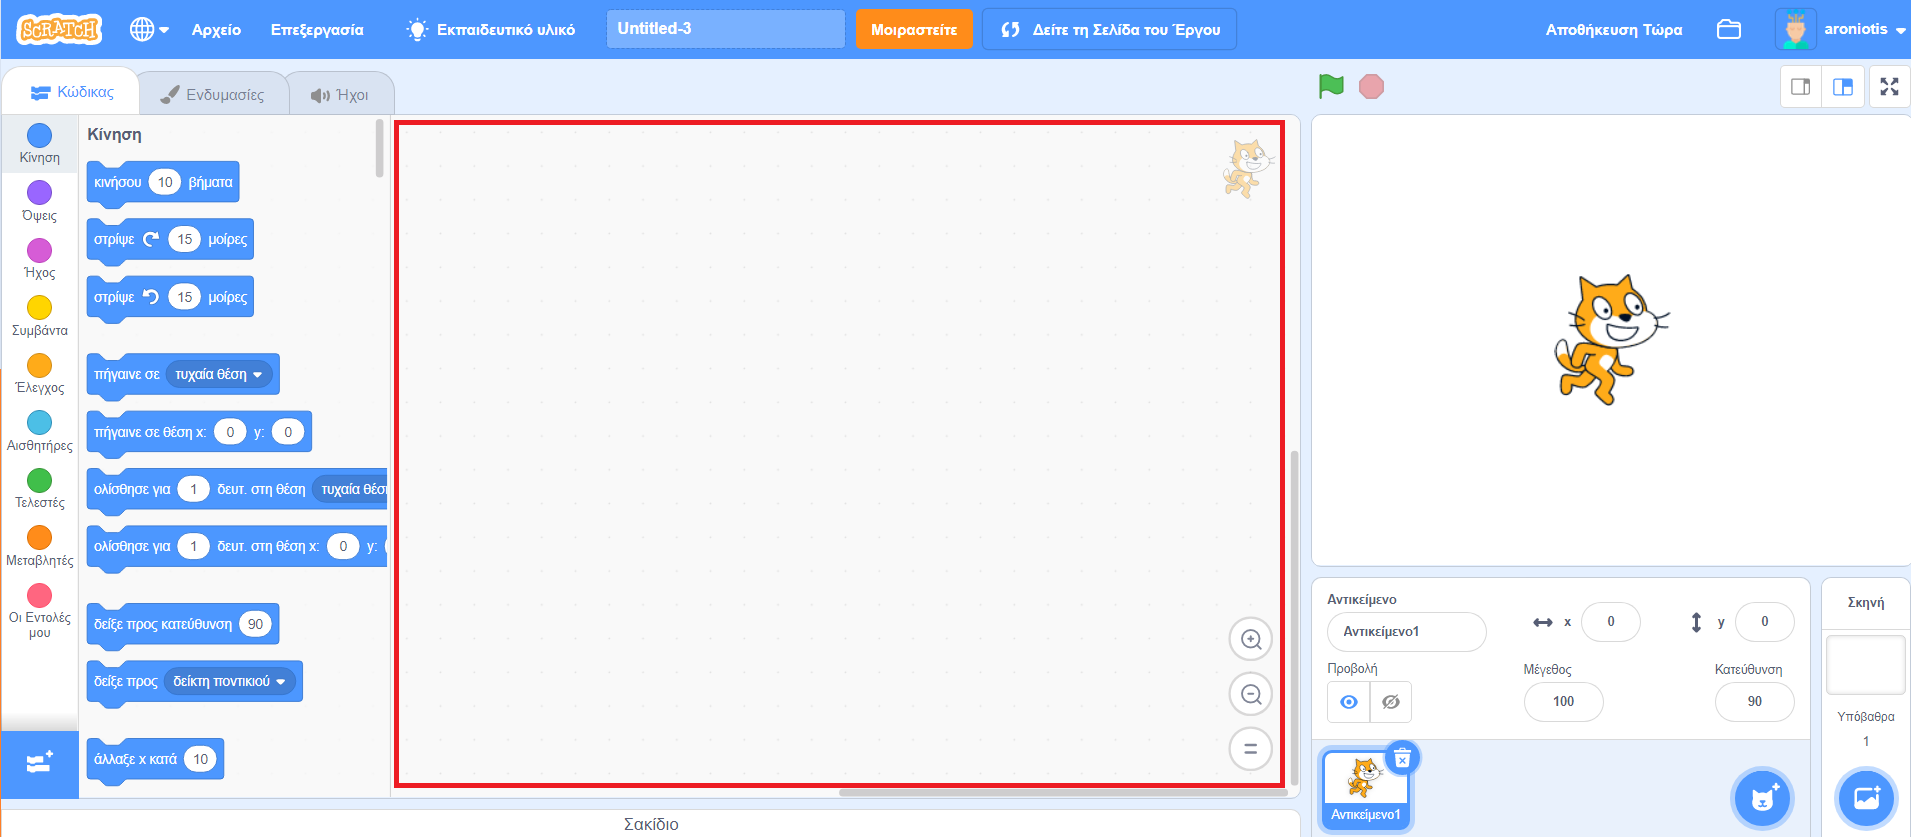 SCRATCH
Αρχείο
Επεξεργασία
Εκπαιδευτικό υλικό
Untitled-3
Μοιραστείτε
Δείτε τη Σελίδα του Έργου
Αποθήκευση Τώρα
aroniotis
Κώδικας
Ενδυμασίες
Ήχοι
Κίνηση
Όψεις
Ήχος
Συμβάντα
Έλεγχος
Αισθητήρες
Τελεστές
Μεταβλητές
Οι Εντολές
μου
Κίνηση
κινήσου 10 βήματα
στρίψε 15 μοίρες
στρίψε 15 μοίρες
πήγαινε σε τυχαία θέση
πήγαινε σε θέση x: 0 y: 0
ολίσθησε για 1 δευτ. στη θέση τυχαία θέση
ολίσθησε για 1 δευτ. στη θέση x: 0 y:
δείξε προς κατεύθυνση 90
δείξε προς δείκτη ποντικιού
άλλαξε x κατά 10
Σακίδιο
Αντικείμενο
Αντικείμενο1
x 0
y 0
Προβολή
Μέγεθος
100
Κατεύθυνση
90
Αντικείμενο1
Σκηνή
Υπόβαθρα
1